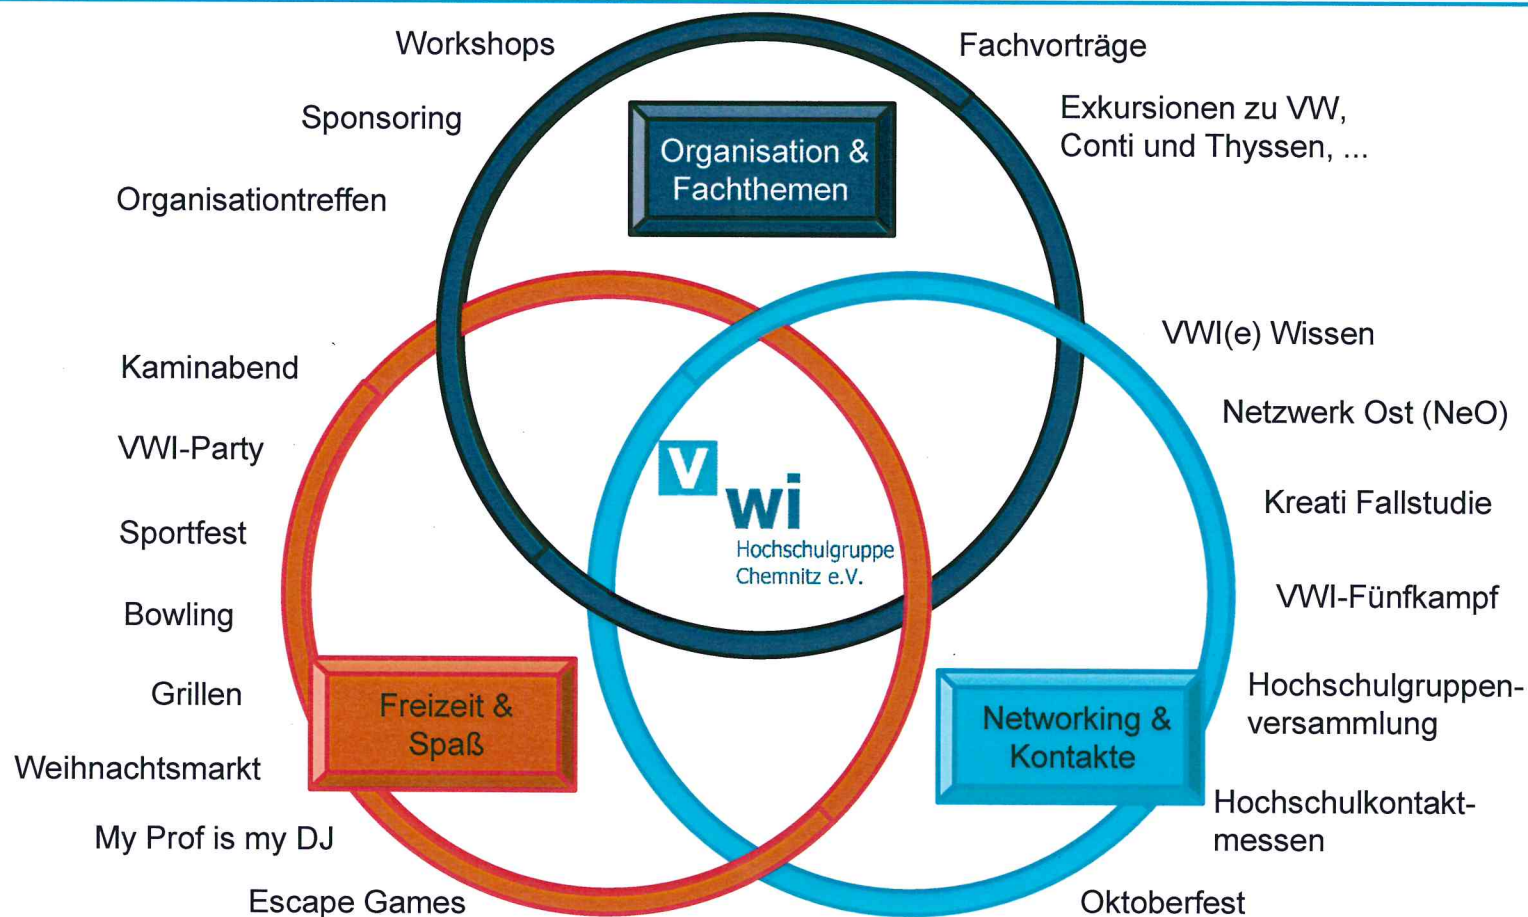 Workshops
Fachvorträge
Sponsoring
Exkursionen zu VW,
Conti und Thyssen, ...
Organisation &
Fachthemen
Organisationtreffen
Kaminabend
VWI-Party
Sportfest
Bowling
Grillen
Weihnachtsmarkt
My Prof is my DJ
Escape Games
Freizeit &
Spaß
V
wi
Hochschulgruppe
Chemnitz e.V.
VWI(e) Wissen
Netzwerk Ost (NeO)
Kreati Fallstudie
VWI-Fünfkampf
Hochschulgruppen-
versammlung
Networking &
Kontakte
Hochschulkontakt-
messen
Oktoberfest